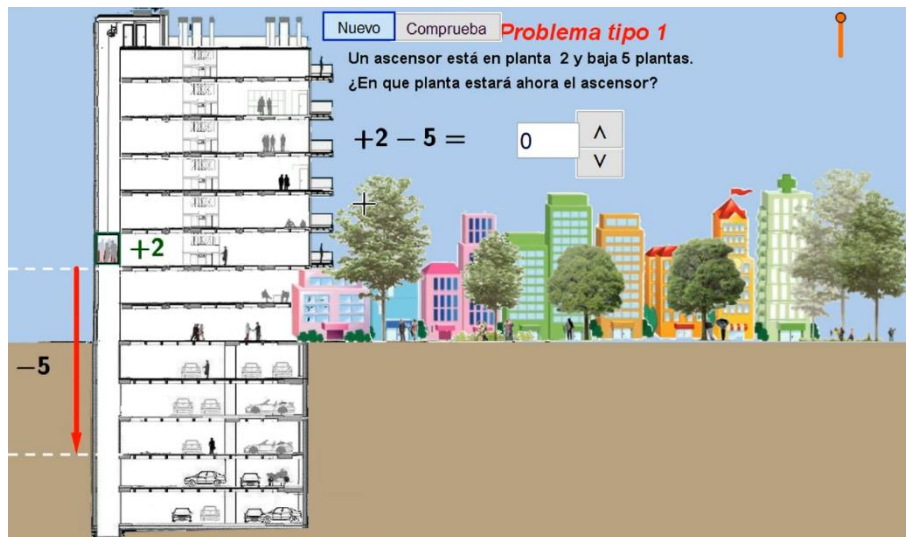 Nuevo Comprueba Problema tipo 1
Un ascensor está en planta 2 y baja 5 plantas.
¿En que planta estará ahora el ascensor?
+2 − 5 = 0
+2
−5